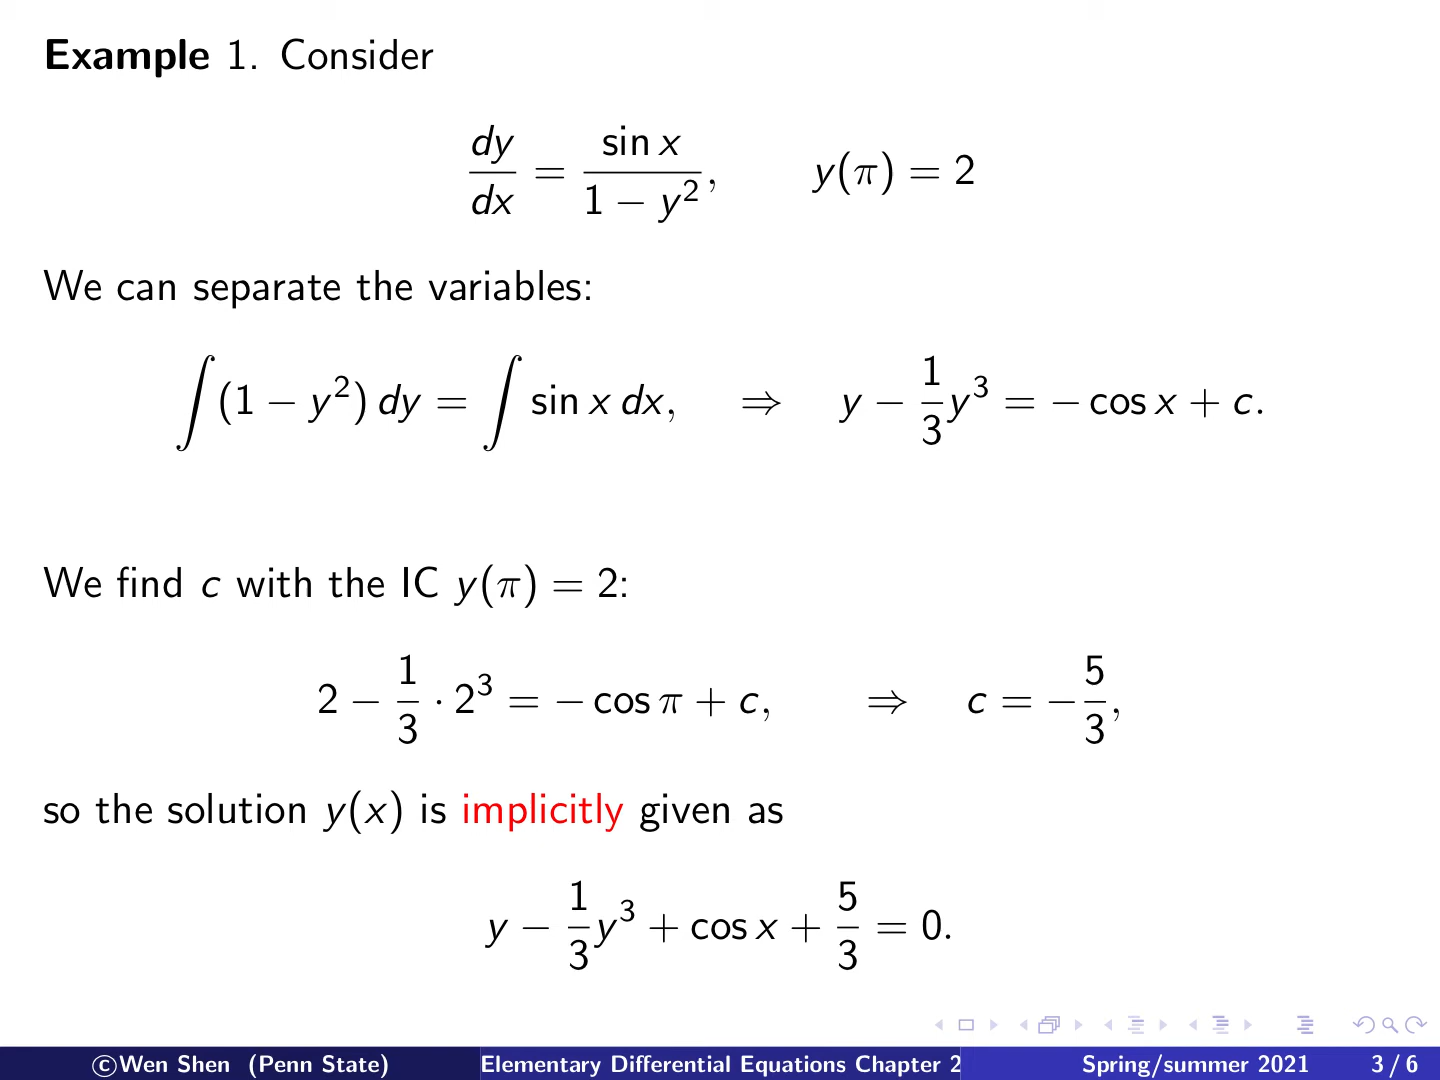 Example 1. Consider
dy/dx = sin x/(1 − y²),  y(π) = 2
We can separate the variables:
∫(1 − y²) dy = ∫ sin x dx,  ⇒  y − 1/3 y³ = − cos x + c.
We find c with the IC y(π) = 2:
2 − 1/3 · 2³ = − cos π + c,  ⇒  c = −5/3,
so the solution y(x) is implicitly given as
y − 1/3 y³ + cos x + 5/3 = 0.
©Wen Shen (Penn State)  Elementary Differential Equations Chapter 2  Spring/summer 2021  3 / 6